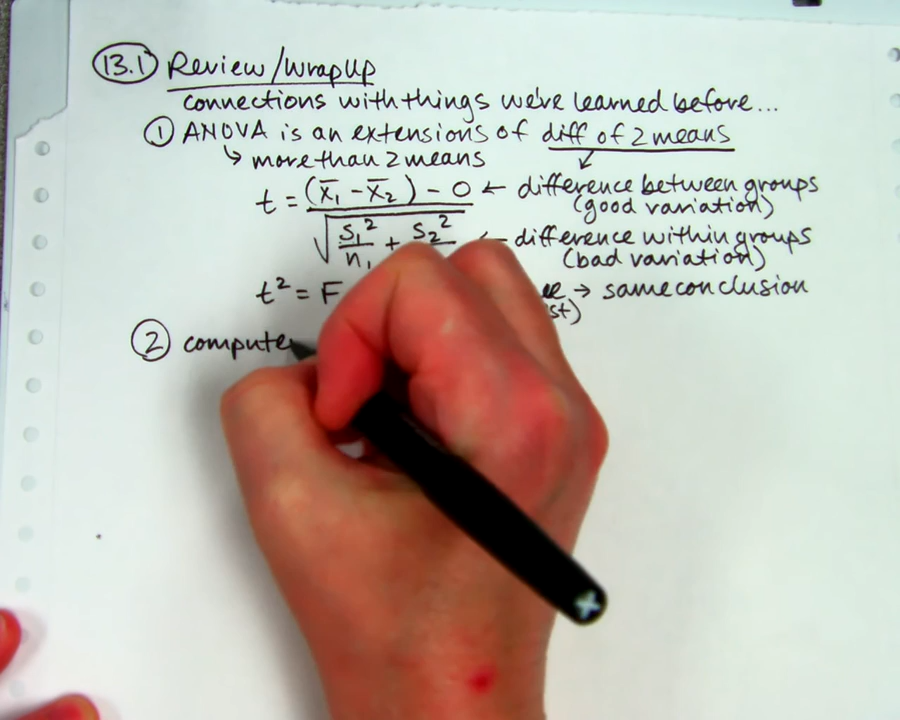 13.1 Review/WrapUp
connections with things we've learned before...
① ANOVA is an extensions of diff of 2 means
↳ more than 2 means
t = (x̄₁ - x̄₂) - 0 ← difference between groups
(good variation)
√ s₁²/n₁ + s₂² ← difference within groups
(bad variation)
t² = F → same conclusion
② compute